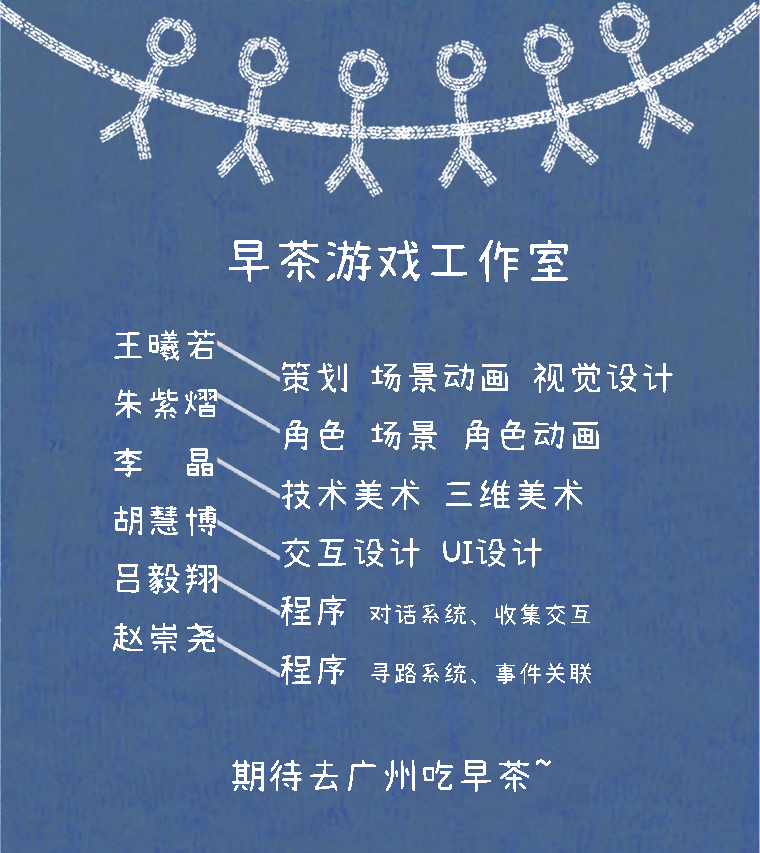 早茶游戏工作室
王曦若 策划 场景动画 视觉设计
朱紫熠 角色 场景 角色动画
李 晶 技术美术 三维美术
胡慧博 交互设计 UI设计
吕毅翔 程序 对话系统、收集交互
赵崇尧 程序 寻路系统、事件关联
期待去广州吃早茶~